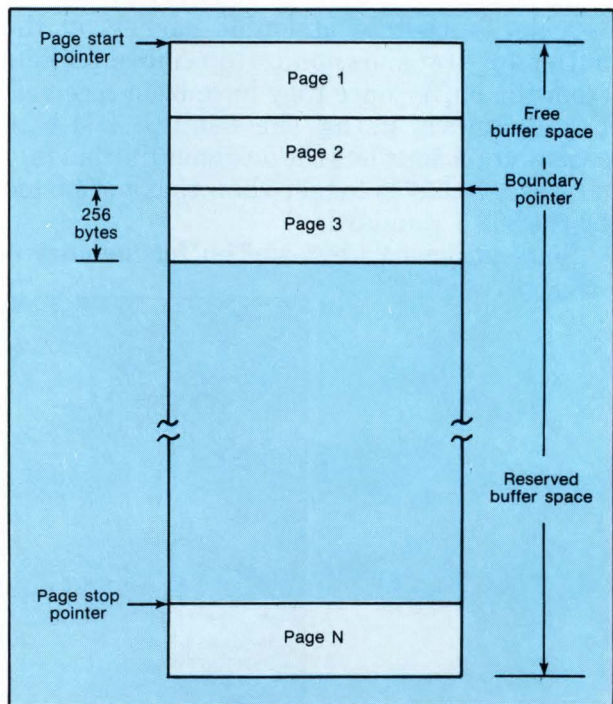 Page start
pointer
Page 1
Free
buffer space
Page 2
Boundary
pointer
256
bytes
Page 3
Reserved
buffer space
Page stop
pointer
Page N